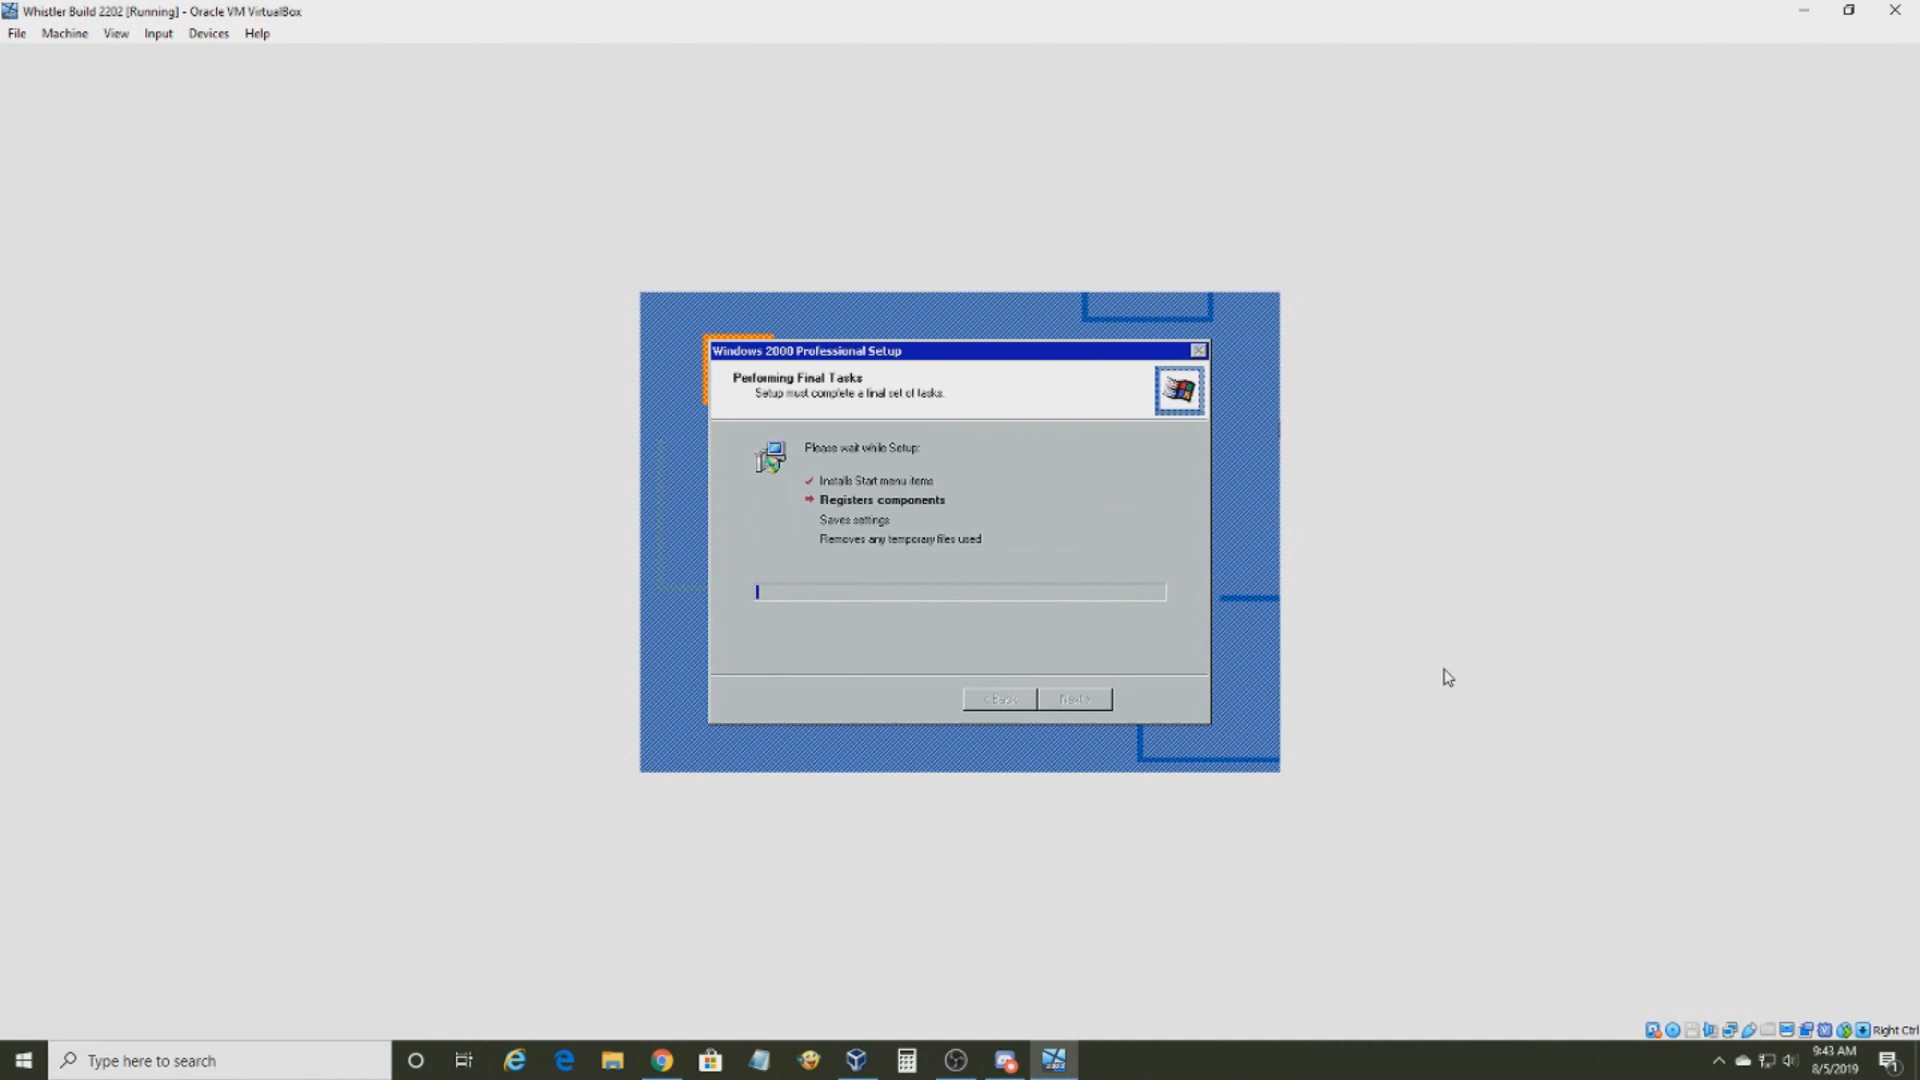 Whistler Build 2202 [Running] - Oracle VM VirtualBox
File Machine View Input Devices Help
Windows 2000 Professional Setup
Performing Final Tasks
Setup must complete a final set of tasks.
Please wait while Setup:
Installs Start menu items
Registers components
Saves settings
Removes any temporary files used
< Back Next >
Right Ctrl
Type here to search
9:43 AM
8/5/2019
1